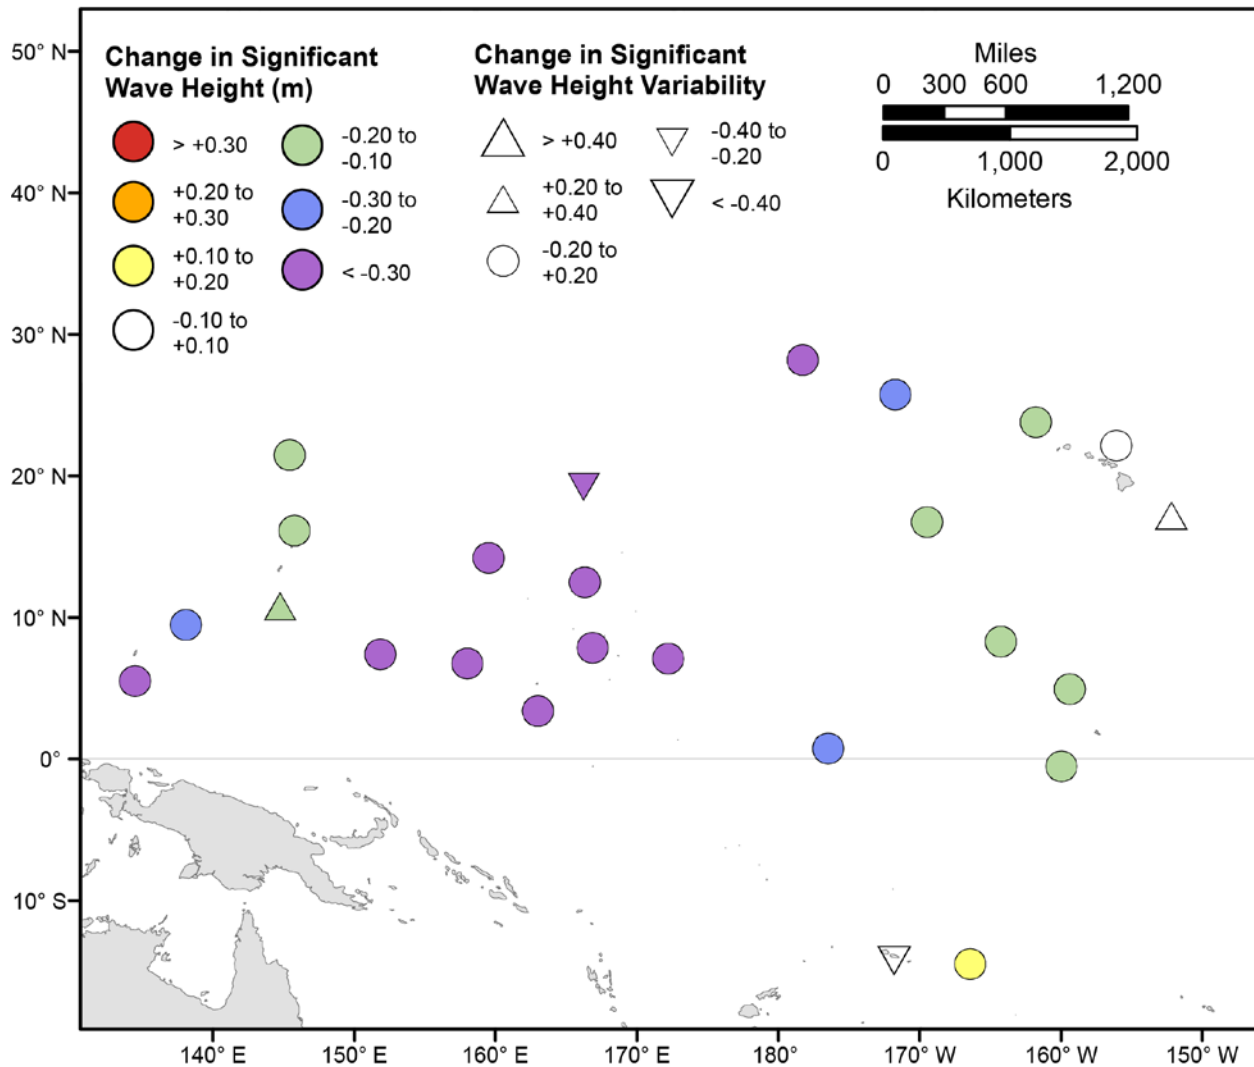 Change in Significant
Wave Height (m)
> +0.30
+0.20 to
+0.30
+0.10 to
+0.20
-0.10 to
+0.10
-0.20 to
-0.10
-0.30 to
-0.20
< -0.30
Change in Significant
Wave Height Variability
> +0.40
+0.20 to
+0.40
-0.20 to
+0.20
-0.40 to
-0.20
< -0.40
Miles
0 300 600 1,200
0 1,000 2,000
Kilometers
50° N
40° N
30° N
20° N
10° N
0°
10° S
140° E 150° E 160° E 170° E 180° 170° W 160° W 150° W